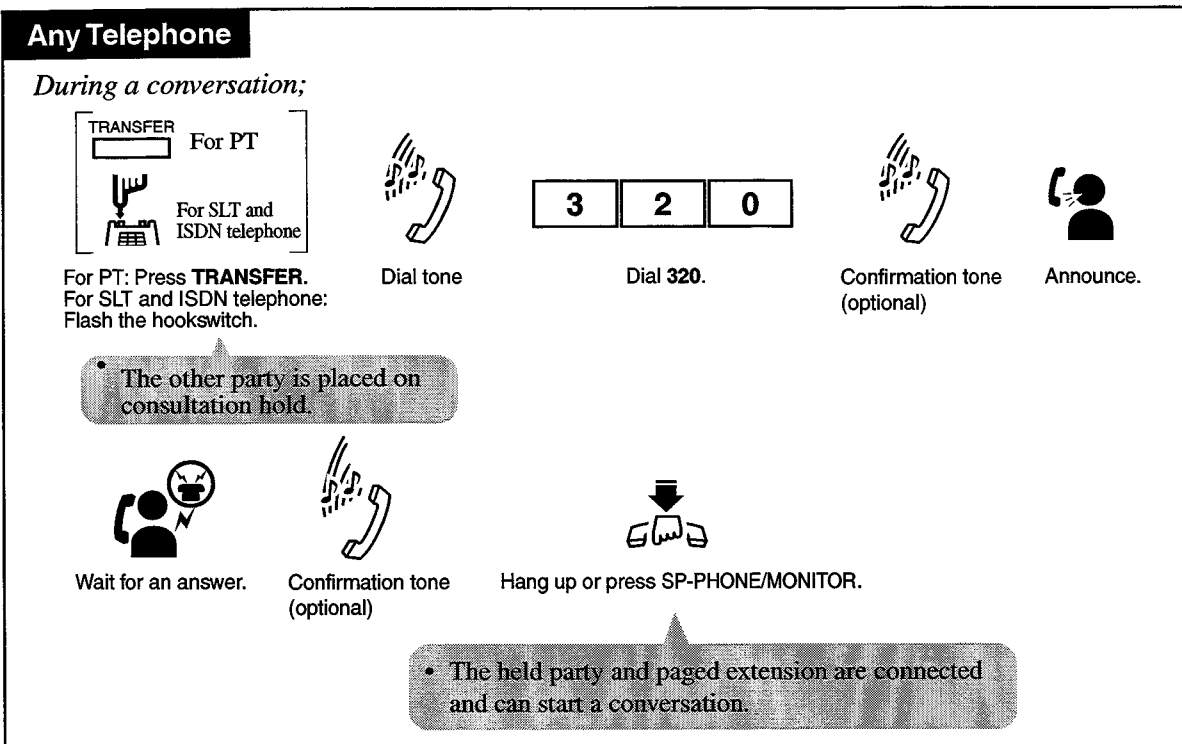 Any Telephone
During a conversation;
TRANSFER
For PT
For SLT and
ISDN telephone
For PT: Press TRANSFER.
For SLT and ISDN telephone:
Flash the hookswitch.
Dial tone
3 2 0
Dial 320.
Confirmation tone
(optional)
Announce.
• The other party is placed on
consultation hold.
Wait for an answer.
Confirmation tone
(optional)
Hang up or press SP-PHONE/MONITOR.
• The held party and paged extension are connected
and can start a conversation.